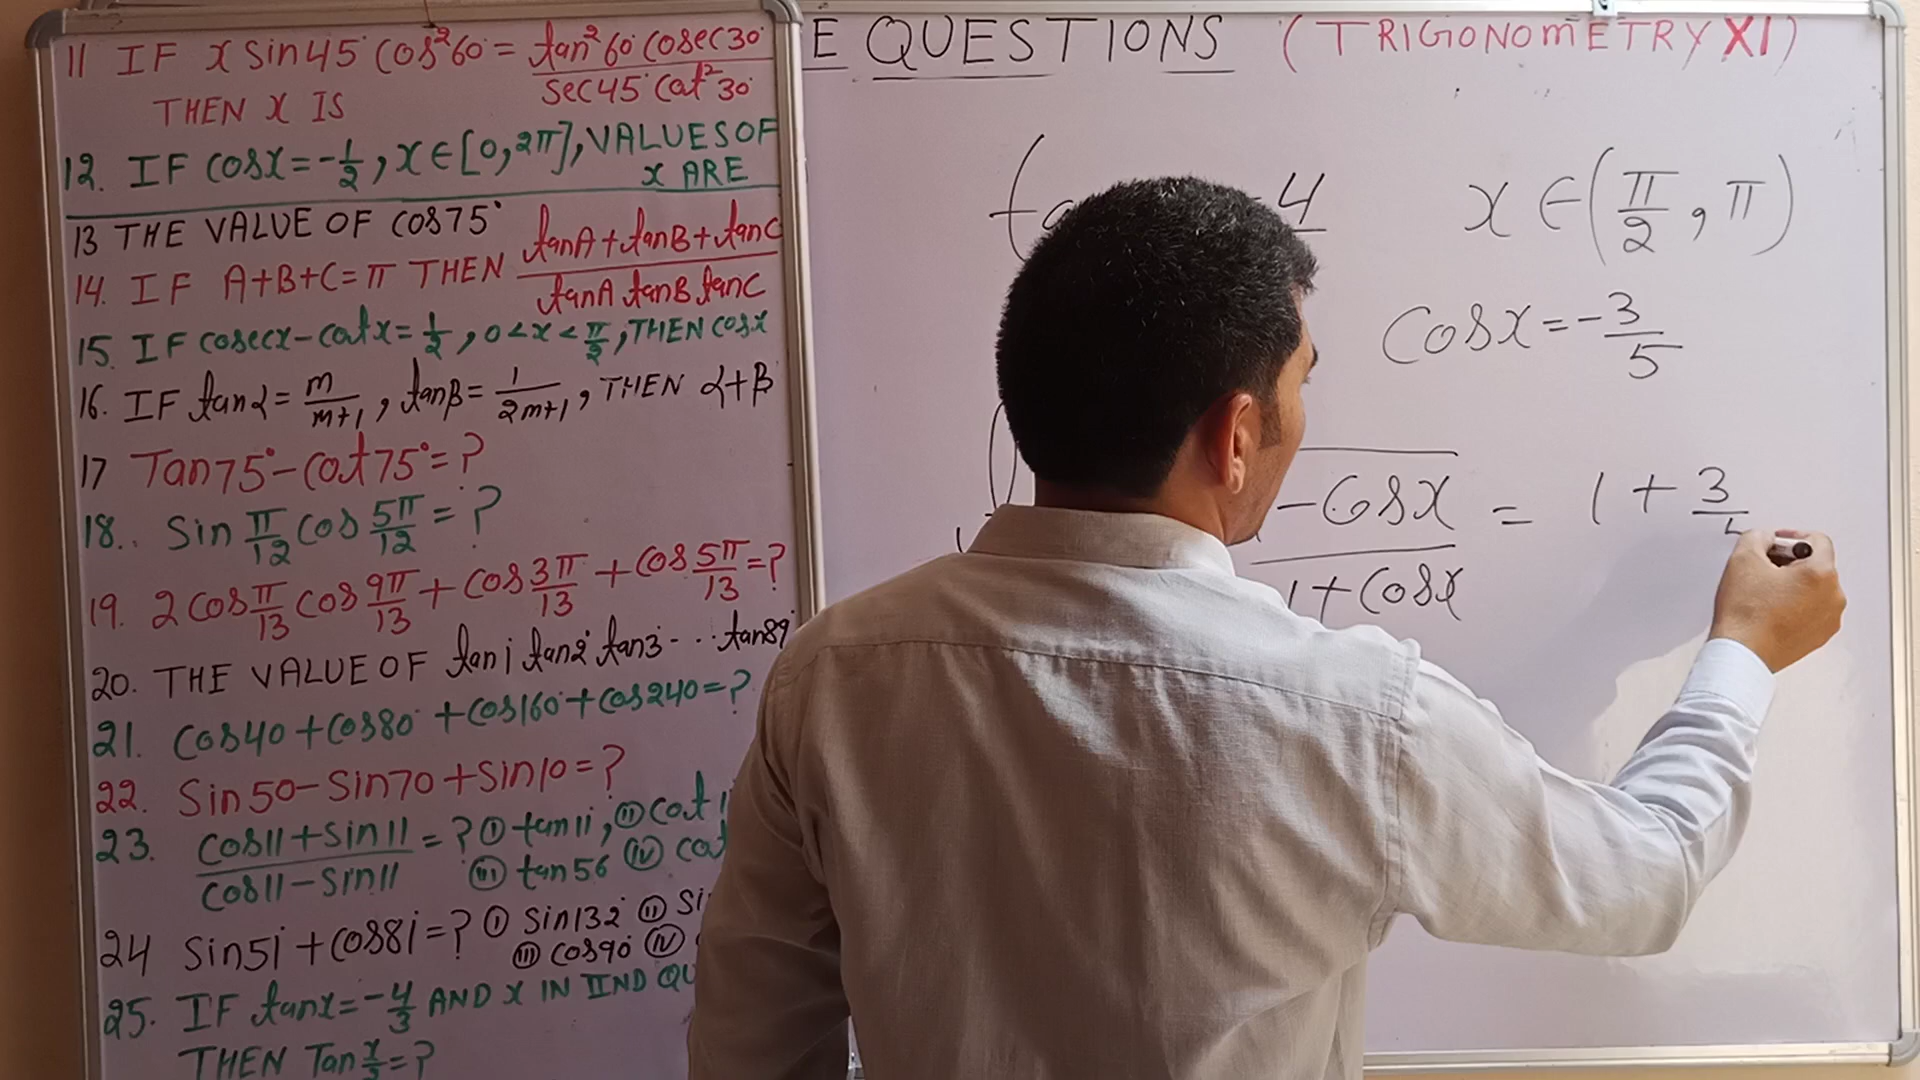 11 IF x sin45° cos²60° = tan²60° cosec30° / sec45° cot²30°
THEN x IS
12. IF cosx = -1/2, x ∈ [0, 2π], VALUES OF
x ARE
13 THE VALUE OF cos75°
14. IF A+B+C=π THEN tanA+tanB+tanC / tanA tanB tanC
15. IF cosecx - cotx = 1/2, 0<x<π/2, THEN cosx
16. IF tanα = m/m+1, tanβ = 1/2m+1, THEN α+β
17 Tan75° - cot75° = ?
18. sin π/12 cos 5π/12 = ?
19. 2cos π/13 cos 9π/13 + cos 3π/13 + cos 5π/13 = ?
20. THE VALUE OF tan1° tan2° tan3° ... tan89°
21. cos40° + cos80° + cos160° + cos240° = ?
22. sin50 - sin70 + sin10 = ?
23. cos11 + sin11 / cos11 - sin11 = ? (i) tan11, (ii) cot
(iii) tan56 (iv) cot
24 sin51° + cos81° = ? (i) sin132° (ii) si
(iii) cos90° (iv)
25. IF tanx = -4/3 AND x IN IIND QU
THEN Tan x/2 = ?
E QUESTIONS (TRIGONOMETRY XI)
4 x ∈ (π/2, π)
cosx = -3/5
-cosx / 1+cosx = 1 + 3/